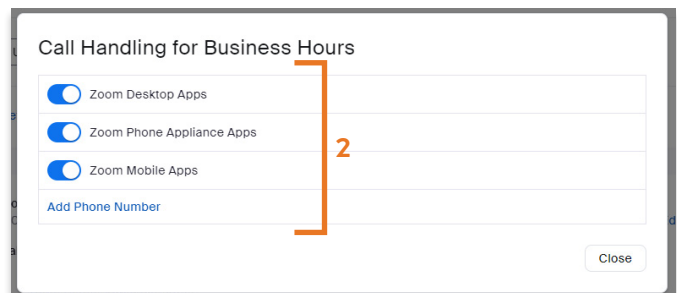 Call Handling for Business Hours
Zoom Desktop Apps
Zoom Phone Appliance Apps
2
Zoom Mobile Apps
Add Phone Number
Close